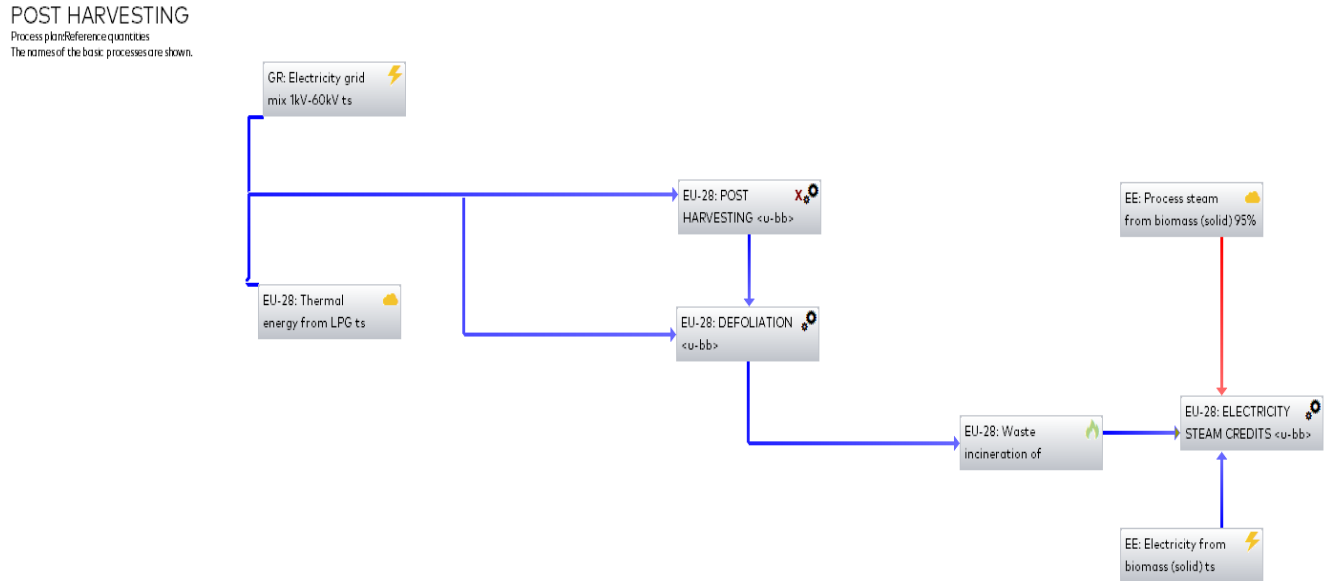 POST HARVESTING
Process plan:Reference quantities
The names of the basic processes are shown.
GR: Electricity grid
mix 1kV-60kV ts
EU-28: POST
HARVESTING <u-bb>
X
EE: Process steam
from biomass (solid) 95%
EU-28: Thermal
energy from LPG ts
EU-28: DEFOLIATION
<u-bb>
EU-28: ELECTRICITY
STEAM CREDITS <u-bb>
EU-28: Waste
incineration of
EE: Electricity from
biomass (solid) ts